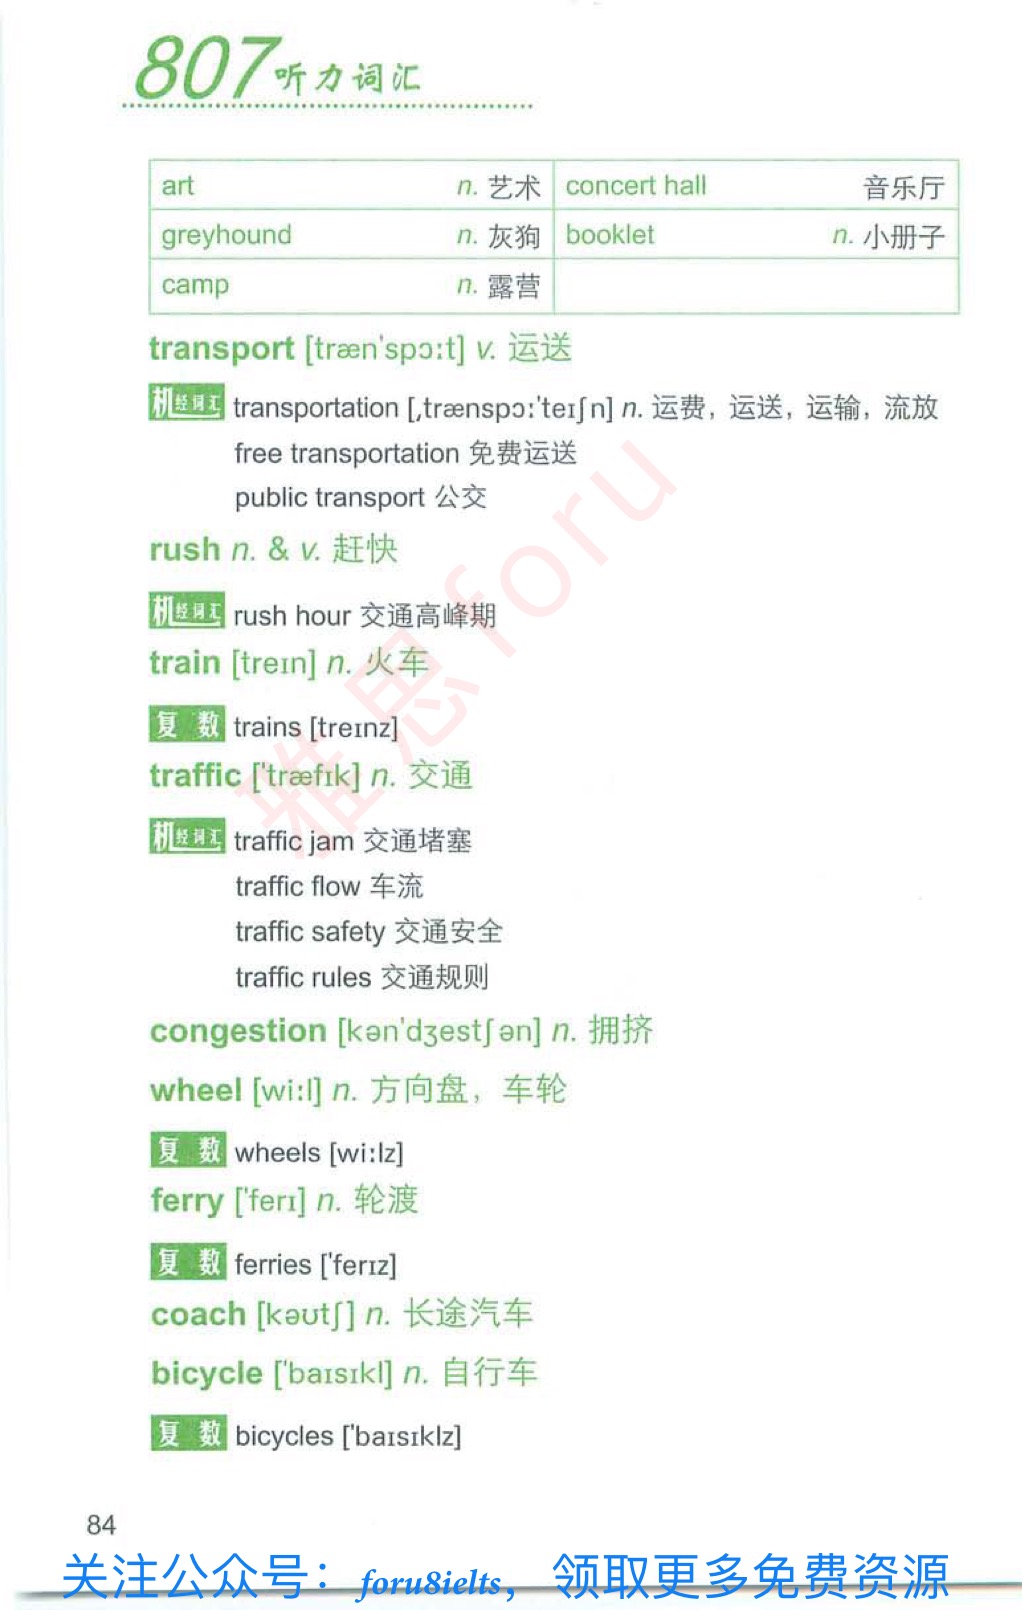 807听力词汇
art n. 艺术 concert hall 音乐厅
greyhound n. 灰狗 booklet n. 小册子
camp n. 露营
transport [træn'spɔːt] v. 运送
机经词汇 transportation [ˌtrænspɔː'teɪʃn] n. 运费，运送，运输，流放
free transportation 免费运送
public transport 公交
rush n. & v. 赶快
机经词汇 rush hour 交通高峰期
train [treɪn] n. 火车
复数 trains [treɪnz]
traffic ['træfɪk] n. 交通
机经词汇 traffic jam 交通堵塞
traffic flow 车流
traffic safety 交通安全
traffic rules 交通规则
congestion [kən'dʒestʃən] n. 拥挤
wheel [wiːl] n. 方向盘，车轮
复数 wheels [wiːlz]
ferry ['ferɪ] n. 轮渡
复数 ferries ['ferɪz]
coach [kəʊtʃ] n. 长途汽车
bicycle ['baɪsɪkl] n. 自行车
复数 bicycles ['baɪsɪklz]
雅思 foru
84
关注公众号：foru8ielts，领取更多免费资源